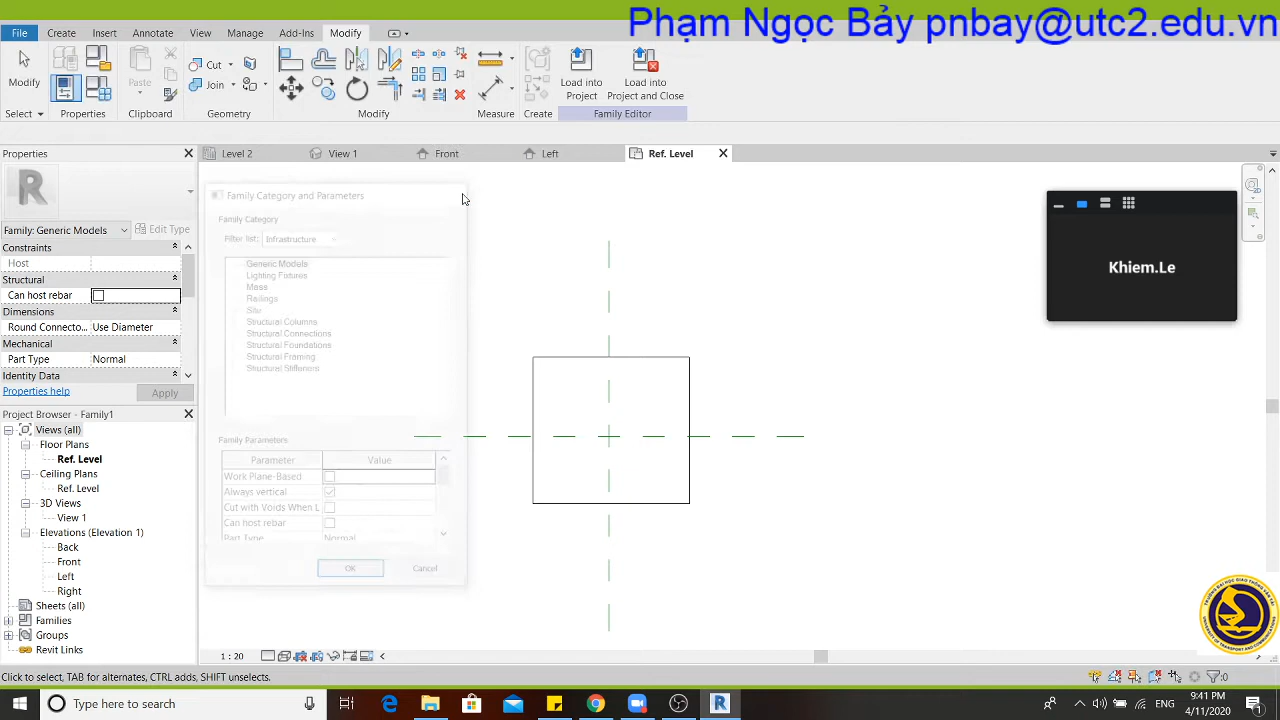 Phạm Ngọc Bảy pnbay@utc2.edu.vn
File Create Insert View Manage Add-Ins Modify
Modify Cut Join Paste Load into Project Load into Project and Close
Select Properties Clipboard Geometry Modify Measure Create Family Editor
Properties Level 2 View 1 Front Left Ref. Level
R
Family: Generic Models Edit Type
Constraints
Host
Structural
Can host rebar
Dimensions
Round Connecto... Use Diameter
Mechanical
Part Type Normal
Identity Data
Properties help Apply
Project Browser - Family1
Views (all)
Floor Plans
Ref. Level
Ceiling Plans
Ref. Level
3D Views
View 1
Elevations (Elevation 1)
Back
Front
Left
Right
Sheets (all)
Families
Groups
Revit Links
Family Category and Parameters
Family Category
Filter list: Infrastructure
Generic Models
Lighting Fixtures
Mass
Railings
Site
Structural Columns
Structural Connections
Structural Foundations
Structural Framing
Structural Stiffeners
Family Parameters
Parameter Value
Work Plane-Based
Always vertical
Cut with Voids When L
Can host rebar
Part Type Normal
OK Cancel
Khiem.Le
1 : 20
Click to select, TAB for alternates, CTRL adds, SHIFT unselects. :0
Type here to search
ENG
9:41 PM
4/11/2020